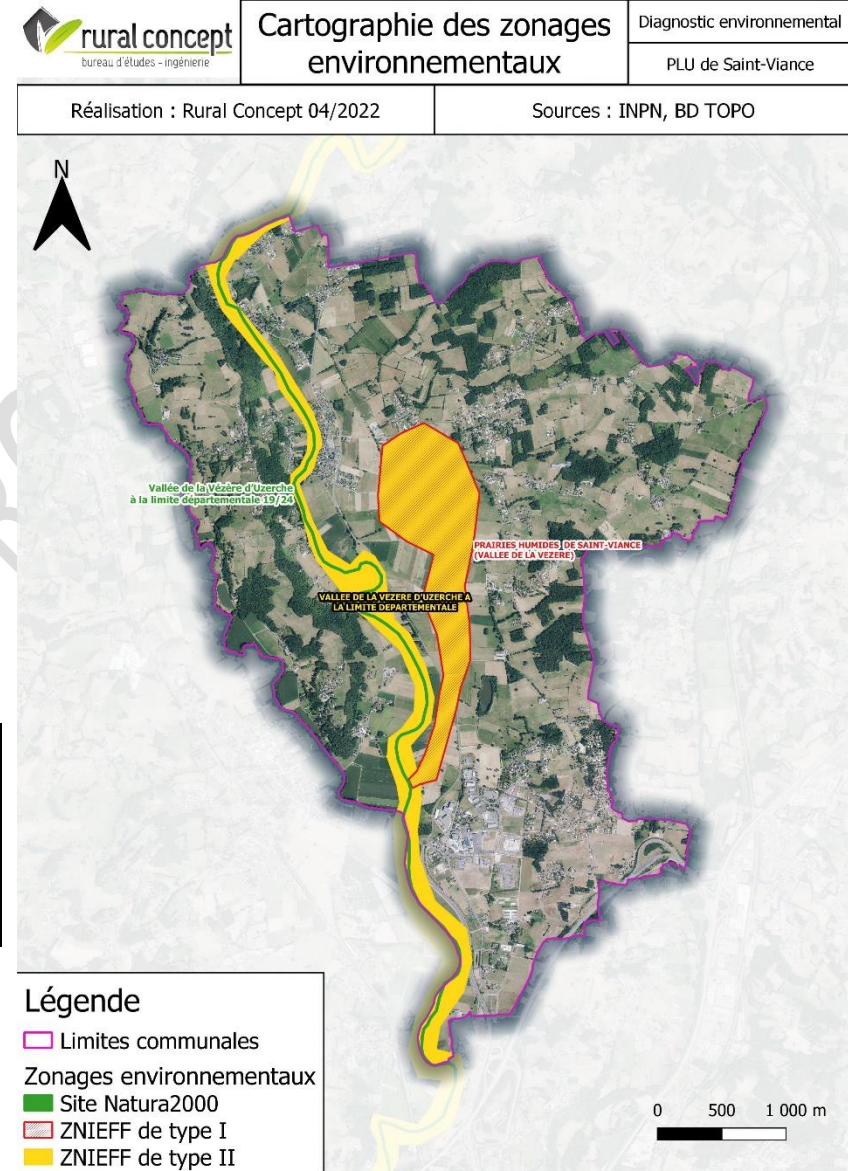 rural concept
bureau d'études - ingénierie
Cartographie des zonages
environnementaux
Diagnostic environnemental
PLU de Saint-Viance
Réalisation : Rural Concept 04/2022
Sources : INPN, BD TOPO
N
Vallée de la Vézère d'Uzerche
à la limite départementale 19/24
PRAIRIES HUMIDES DE SAINT-VIANCE
(VALLEE DE LA VEZERE)
VALLEE DE LA VEZERE D'UZERCHE A
LA LIMITE DEPARTEMENTALE
Légende
Limites communales
Zonages environnementaux
Site Natura2000
ZNIEFF de type I
ZNIEFF de type II
0 500 1 000 m